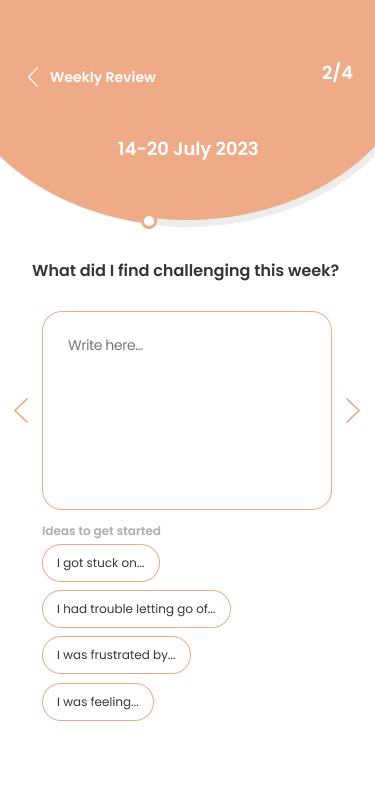 Weekly Review
2/4
14-20 July 2023
What did I find challenging this week?
Write here...
Ideas to get started
I got stuck on...
I had trouble letting go of...
I was frustrated by...
I was feeling...